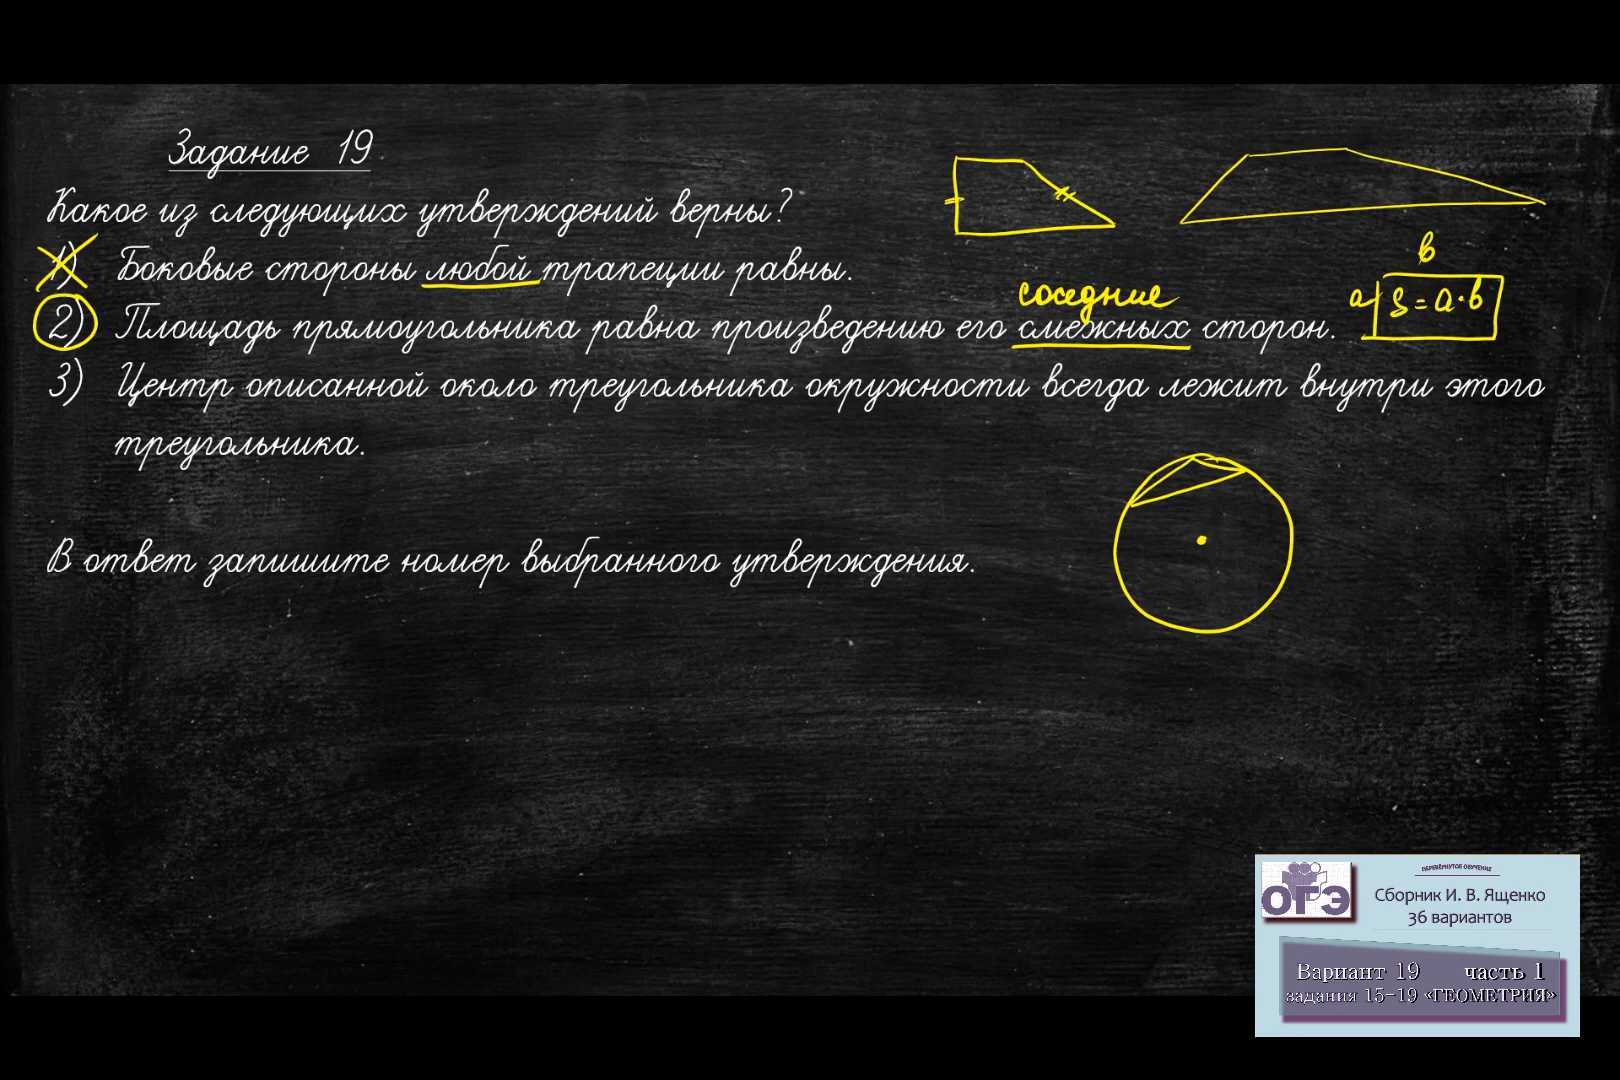 Задание 19
Какое из следующих утверждений верны?
1) Боковые стороны любой трапеции равны.
в
соседние
a S = a·b
2) Площадь прямоугольника равна произведению его смежных сторон.
3) Центр описанной около треугольника окружности всегда лежит внутри этого
треугольника.
В ответ запишите номер выбранного утверждения.
ПЕРЕВЁРНУТОЕ ОБУЧЕНИЕ
ОГЭ
Сборник И. В. Ященко
36 вариантов
Вариант 19 часть 1
задания 15-19 «ГЕОМЕТРИЯ»